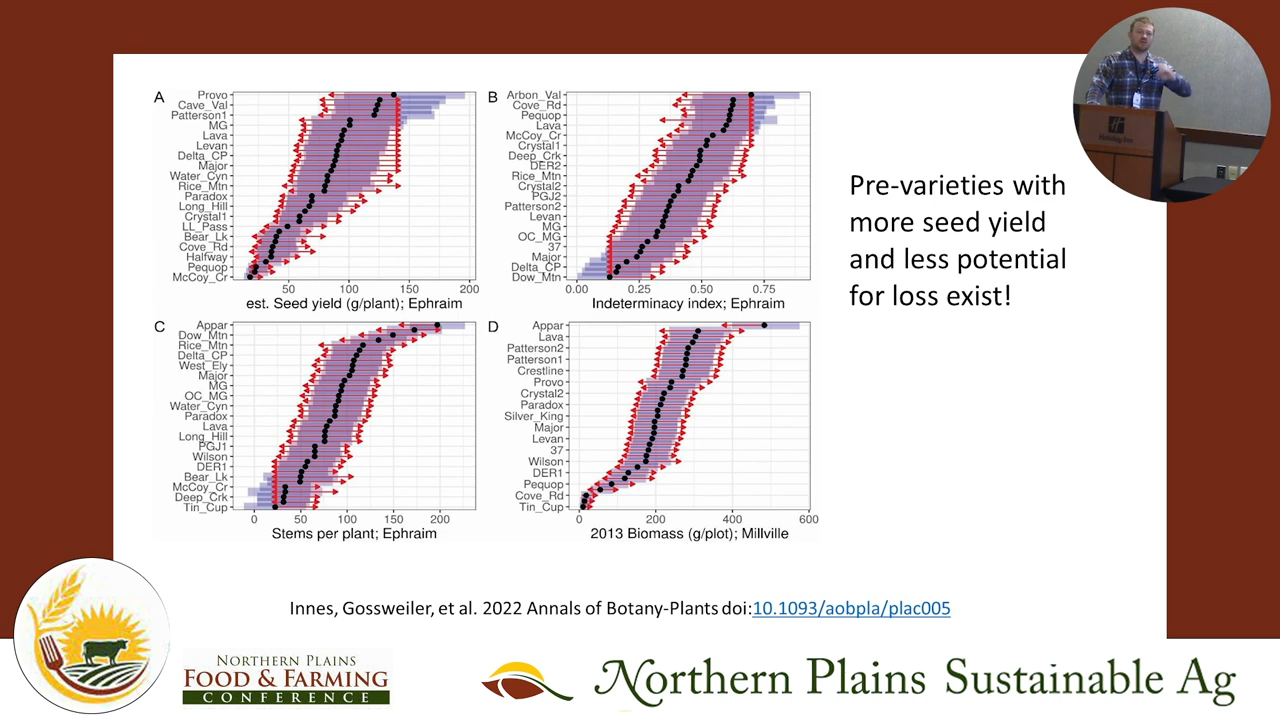 A
Provo
Cave_Val
Patterson1
MG
Lava
Levan
Delta_CP
Major
Water_Cyn
Rice_Mtn
Paradox
Long_Hill
Crystal1
LL_Pass
Bear_Lk
Cove_Rd
Halfway
Pequop
McCoy_Cr
50 100 150 200
est. Seed yield (g/plant); Ephraim
B
Arbon_Val
Cove_Rd
Pequop
Lava
McCoy_Cr
Crystal1
Deep_Crk
DER2
Rice_Mtn
Crystal2
PGJ2
Patterson2
Levan
MG
OC_MG
37
Major
Delta_CP
Dow_Mtn
0.00 0.25 0.50 0.75
Indeterminacy index; Ephraim
C
Appar
Dow_Mtn
Rice_Mtn
Delta_CP
West_Ely
Major
MG
OC_MG
Water_Cyn
Paradox
Lava
Long_Hill
PGJ1
Wilson
DER1
Bear_Lk
McCoy_Cr
Deep_Crk
Tin_Cup
0 50 100 150 200
Stems per plant; Ephraim
D
Appar
Lava
Patterson2
Patterson1
Crestline
Provo
Crystal2
Paradox
Silver_King
Major
Levan
37
Wilson
DER1
Pequop
Cove_Rd
Tin_Cup
0 200 400 600
2013 Biomass (g/plot); Millville
Pre-varieties with
more seed yield
and less potential
for loss exist!
Holiday Inn
Innes, Gossweiler, et al. 2022 Annals of Botany-Plants doi:10.1093/aobpla/plac005
NORTHERN PLAINS
FOOD & FARMING
CONFERENCE
Northern Plains Sustainable Ag